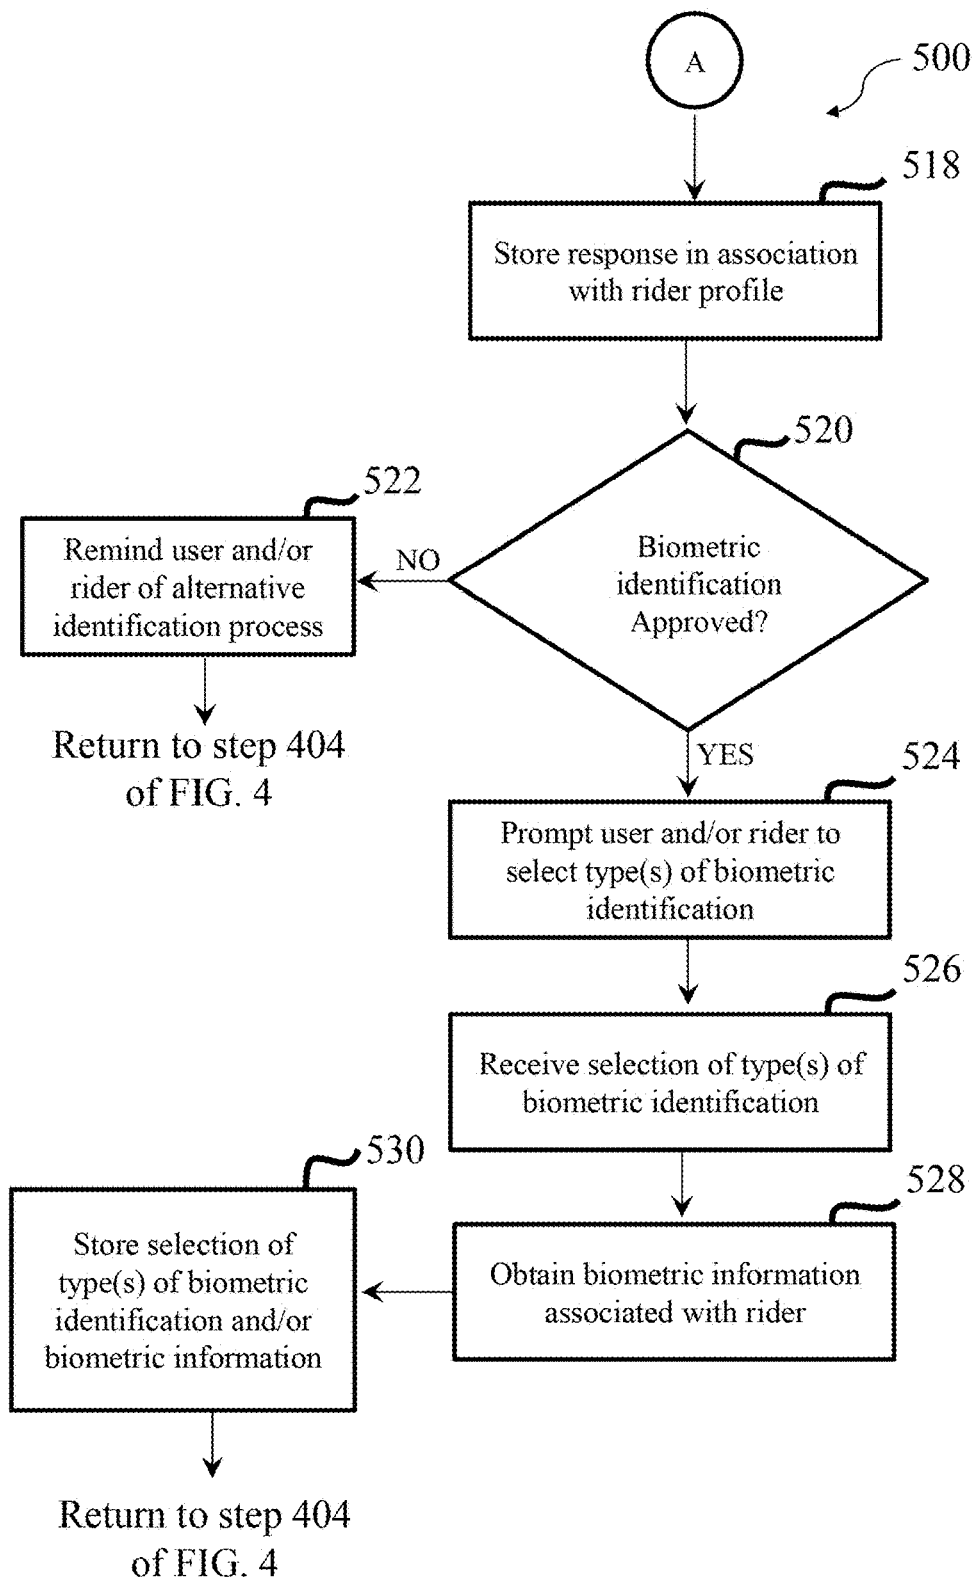 A
500
518
Store response in association
with rider profile
520
Biometric
identification
Approved?
522
NO
Remind user and/or
rider of alternative
identification process
Return to step 404
of FIG. 4
YES
524
Prompt user and/or rider to
select type(s) of biometric
identification
526
Receive selection of type(s) of
biometric identification
528
Obtain biometric information
associated with rider
530
Store selection of
type(s) of biometric
identification and/or
biometric information
Return to step 404
of FIG. 4